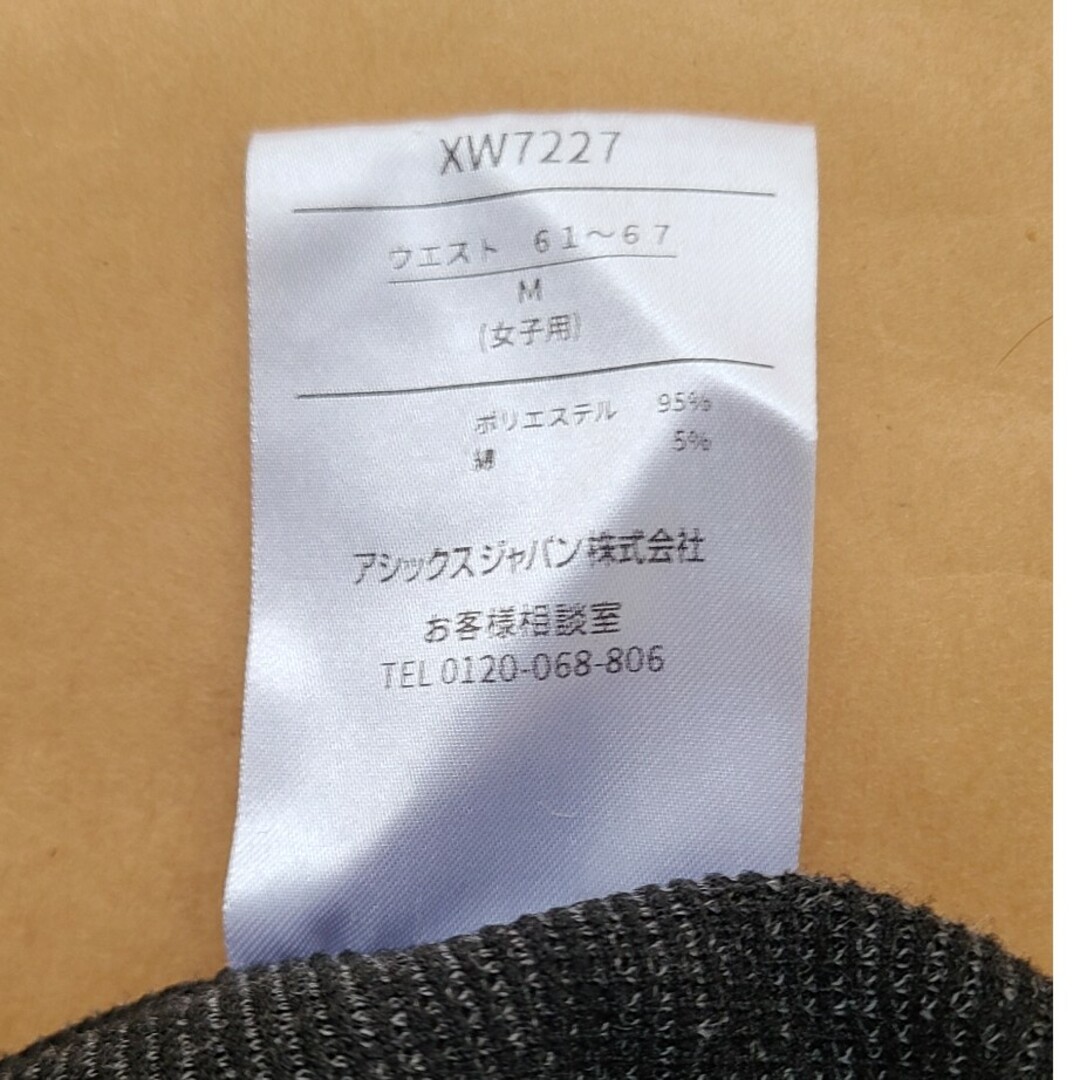 XW7227
ウエスト 61～67
M
(女子用)
ポリエステル 95%
綿 5%
アシックスジャパン株式会社
お客様相談室
TEL 0120-068-806